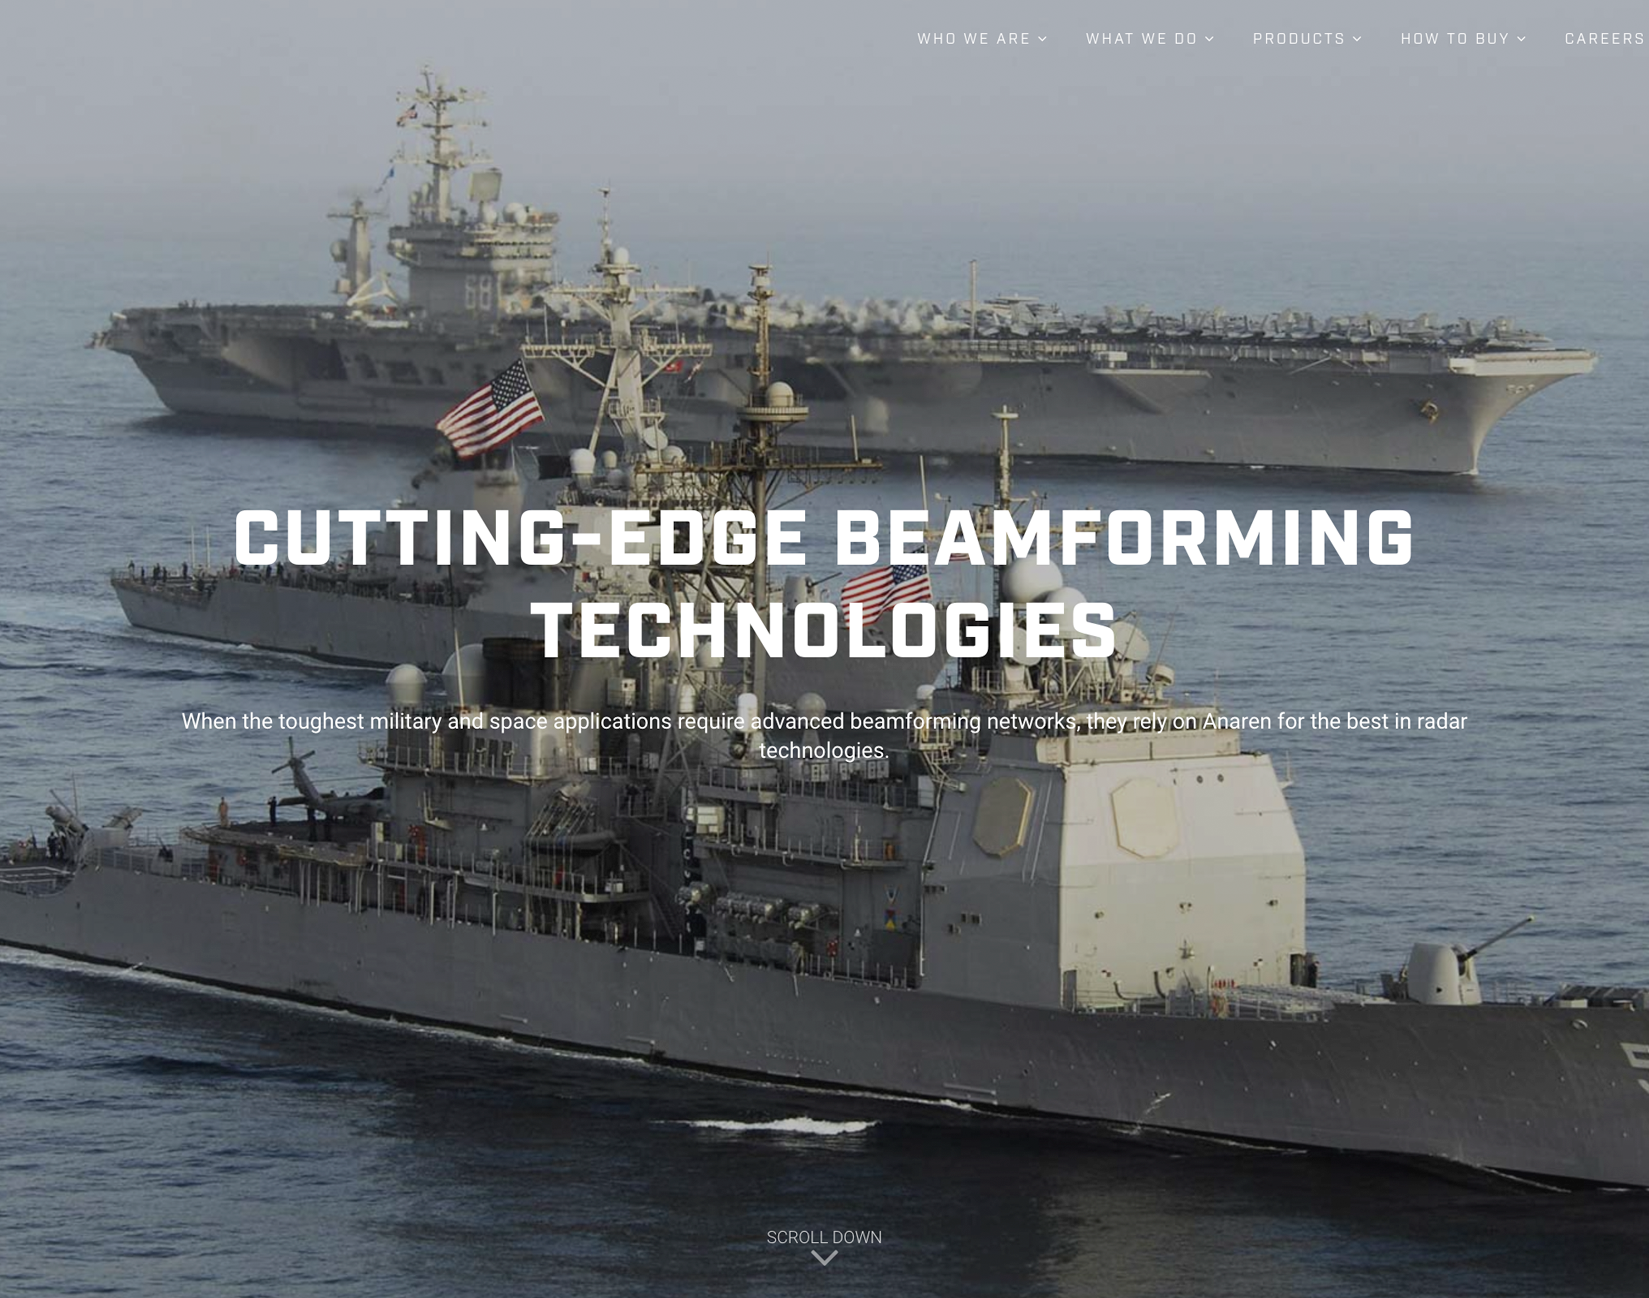 WHO WE ARE
WHAT WE DO
PRODUCTS
HOW TO BUY
CAREERS
68
CUTTING-EDGE BEAMFORMING
TECHNOLOGIES
When the toughest military and space applications require advanced beamforming networks, they rely on Anaren for the best in radar
technologies.
5
SCROLL DOWN